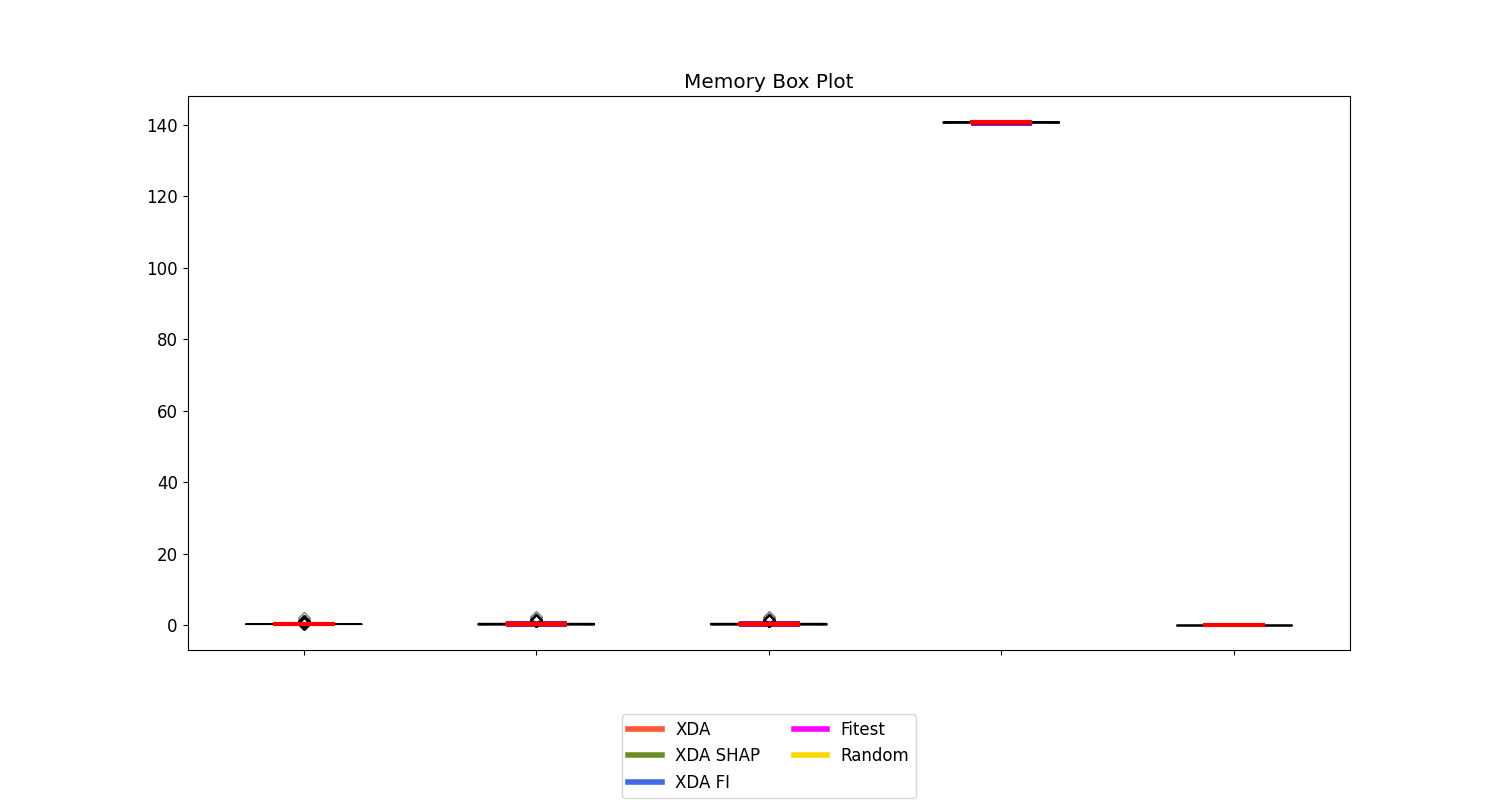 Memory Box Plot
140
120
100
80
60
40
20
0
XDA
XDA SHAP
XDA FI
Fitest
Random